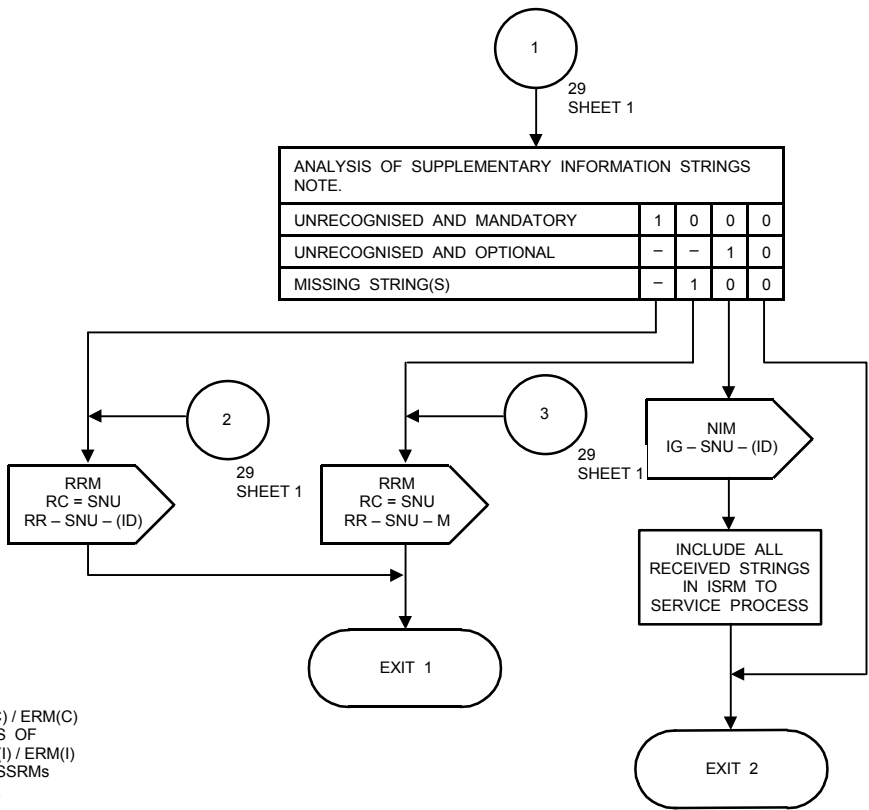 1
29
SHEET 1
ANALYSIS OF SUPPLEMENTARY INFORMATION STRINGS
NOTE.
UNRECOGNISED AND MANDATORY 1 0 0 0
UNRECOGNISED AND OPTIONAL – – 1 0
MISSING STRING(S) – 1 0 0
2
29
SHEET 1
3
29
SHEET 1
NIM
IG – SNU – (ID)
RRM
RC = SNU
RR – SNU – (ID)
RRM
RC = SNU
RR – SNU – M
INCLUDE ALL
RECEIVED STRINGS
IN ISRM TO
SERVICE PROCESS
EXIT 1
) / ERM(C)
S OF
(I) / ERM(I)
SSRMs
EXIT 2